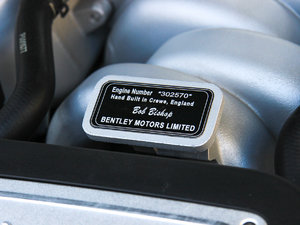 Engine Number *302570*
Hand Built in Crewe, England
Bob Bishop
BENTLEY MOTORS LIMITED